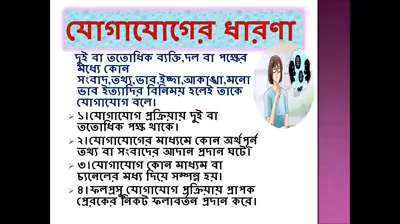 যোগাযোগের ধারণা
দুই বা ততোধিক ব্যক্তি,দল বা পক্ষের
মধ্যে কোন
সংবাদ,তথ্য,ভাব,ইচ্ছা,আকাঙ্খা,মনো
ভাব ইত্যাদির বিনিময় হলেই তাকে
যোগাযোগ বলে।
১।যোগাযোগ প্রক্রিয়ায় দুই বা
ততোধিক পক্ষ থাকে।
২।যোগাযোগের মাধ্যমে কোন অর্থপূর্ন
তথ্য বা সংবাদের আদান প্রদান ঘটে।
৩।যোগাযোগ কোন মাধ্যম বা
চ্যনেলের মধ্য দিয়ে সম্পন্ন হয়।
৪।ফলপ্রসু যোগাযোগ প্রক্রিয়ায় প্রাপক
প্রেরকের নিকট ফলাবর্তন প্রদান করে।